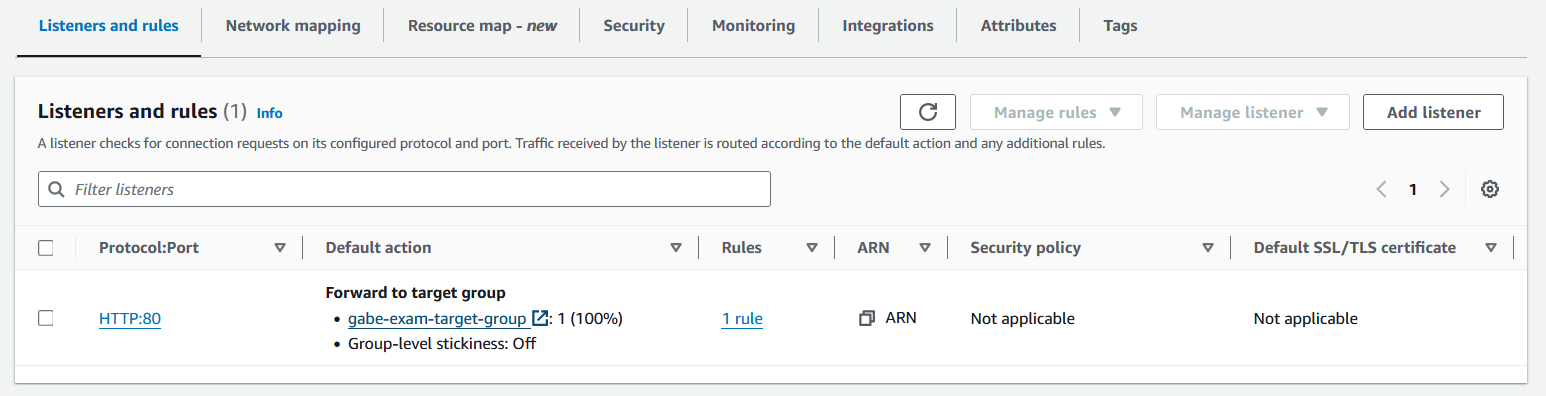 Listeners and rules Network mapping Resource map - new Security Monitoring Integrations Attributes Tags
Listeners and rules (1) Info
Manage rules Manage listener Add listener
A listener checks for connection requests on its configured protocol and port. Traffic received by the listener is routed according to the default action and any additional rules.
Filter listeners
1
Protocol:Port Default action Rules ARN Security policy Default SSL/TLS certificate
Forward to target group
HTTP:80 • gabe-exam-target-group : 1 (100%) 1 rule ARN Not applicable Not applicable
• Group-level stickiness: Off